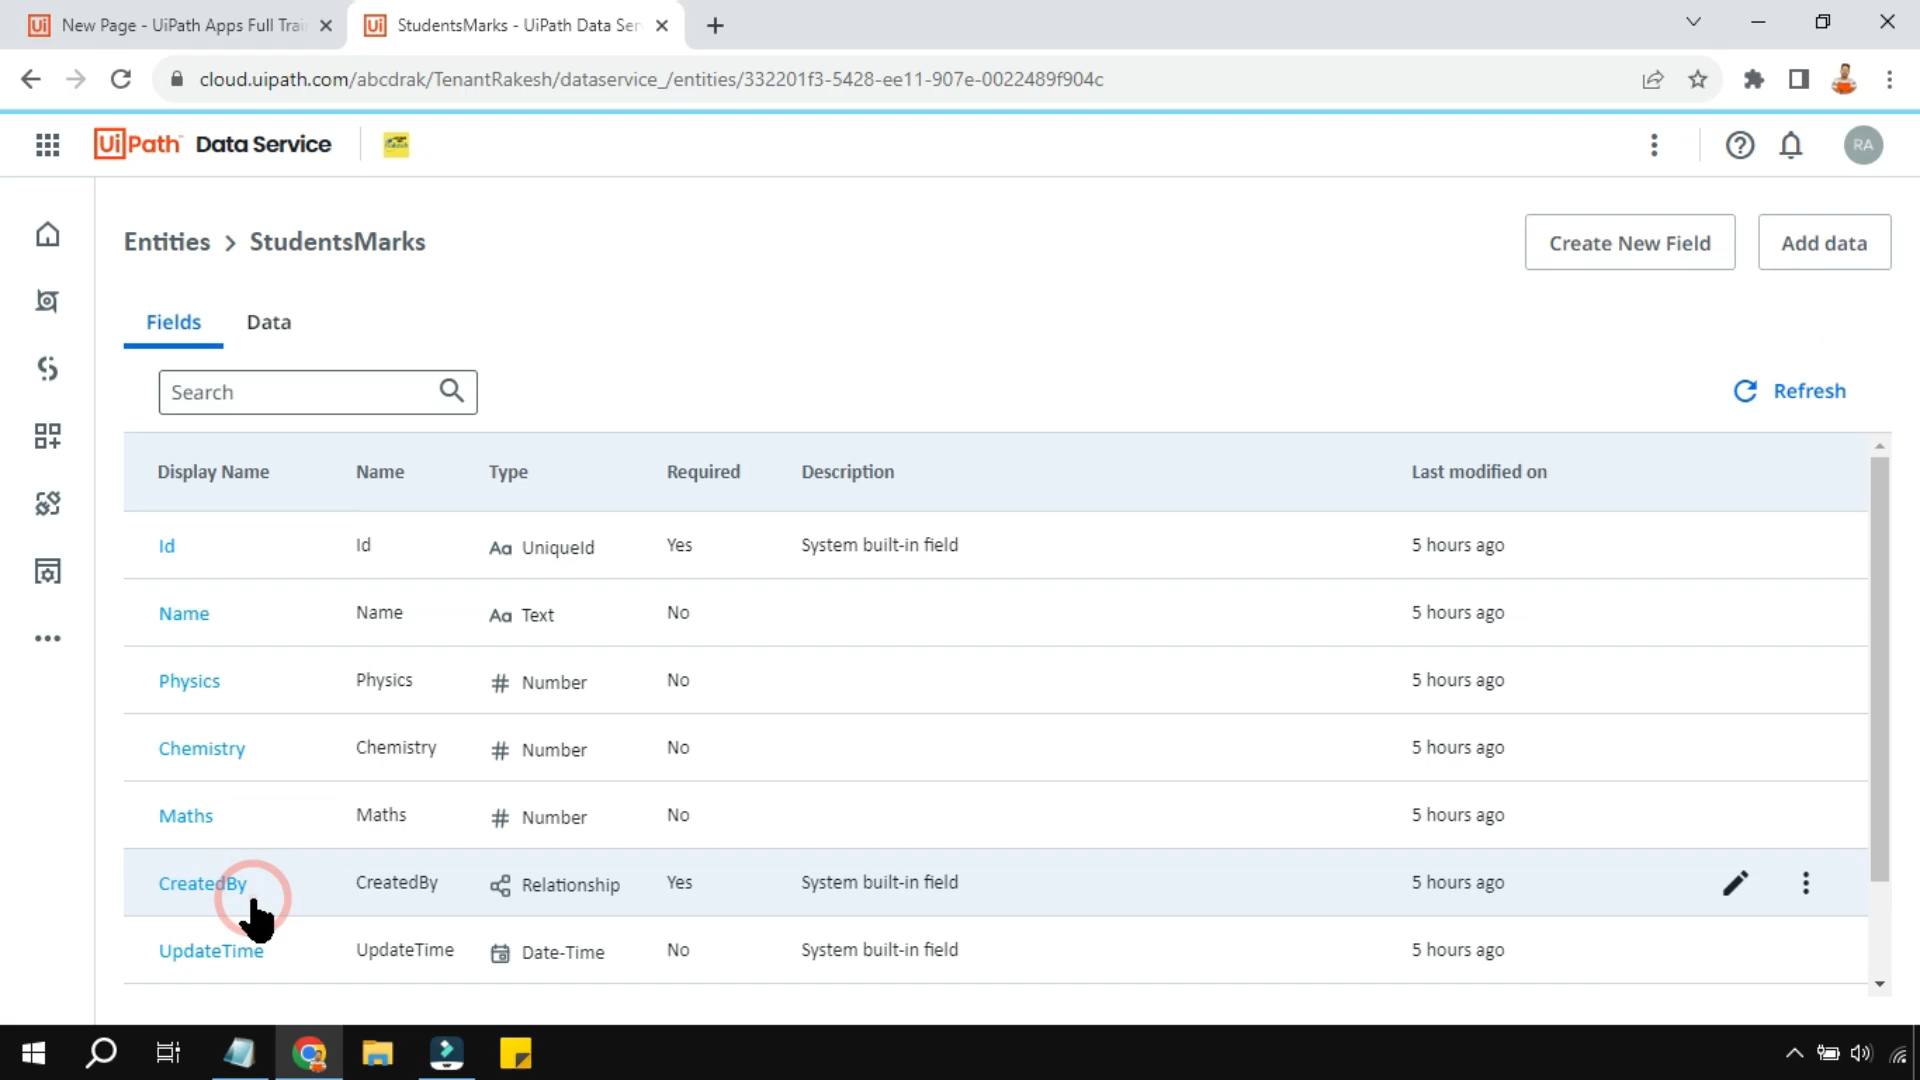 New Page - UiPath Apps Full Trai
StudentsMarks - UiPath Data Ser
cloud.uipath.com/abcdrak/TenantRakesh/dataservice_/entities/332201f3-5428-ee11-907e-0022489f904c
UiPath Data Service
RA
Entities > StudentsMarks
Create New Field
Add data
Fields
Data
Search
Refresh
Display Name Name Type Required Description Last modified on
Id Id Aa UniqueId Yes System built-in field 5 hours ago
Name Name Aa Text No 5 hours ago
Physics Physics # Number No 5 hours ago
Chemistry Chemistry # Number No 5 hours ago
Maths Maths # Number No 5 hours ago
CreatedBy CreatedBy Relationship Yes System built-in field 5 hours ago
UpdateTime UpdateTime Date-Time No System built-in field 5 hours ago